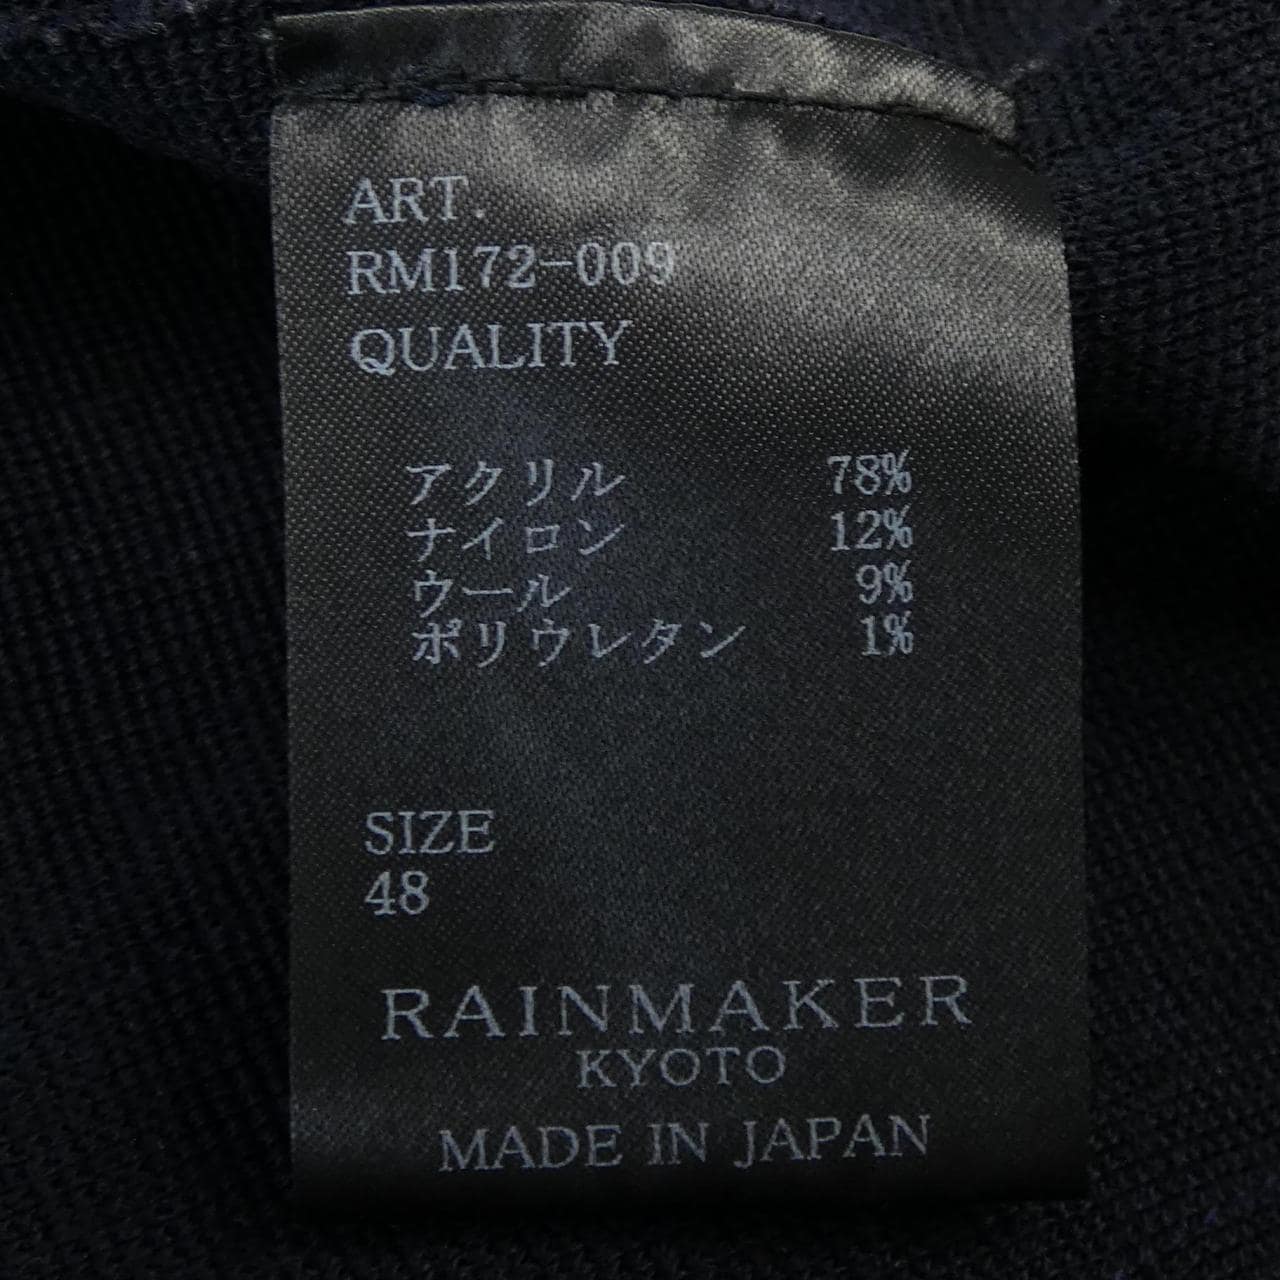 ART.
RM172-009
QUALITY
アクリル 78%
ナイロン 12%
ウール 9%
ポリウレタン 1%
SIZE
48
RAINMAKER
KYOTO
MADE IN JAPAN